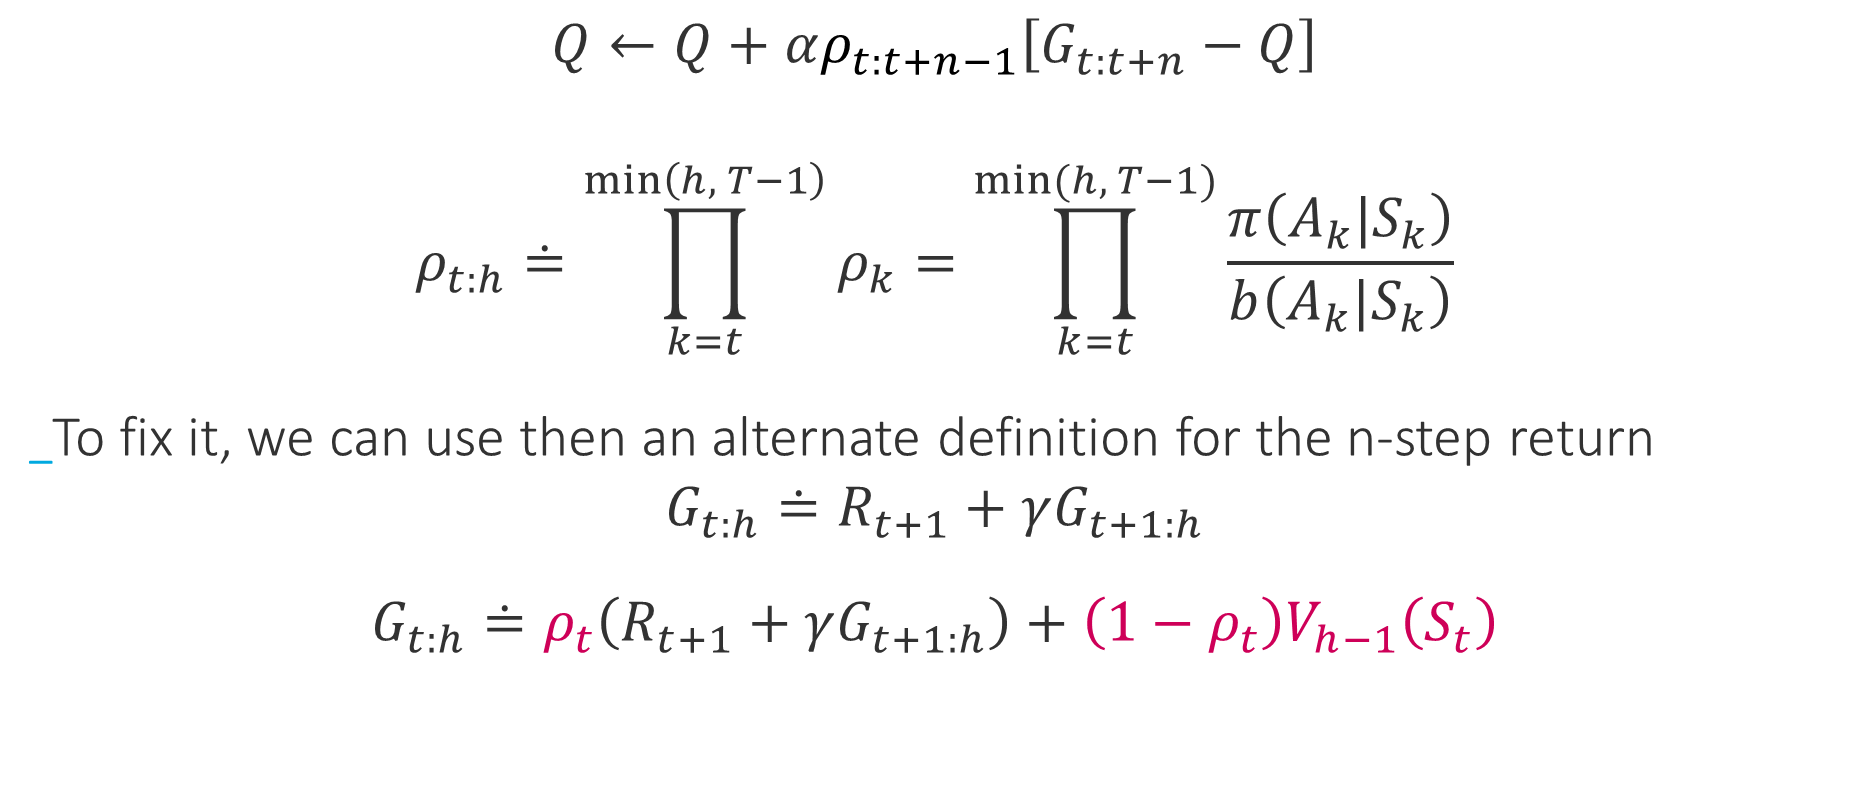 Q ← Q + αρ_{t:t+n−1}[G_{t:t+n} − Q]
ρ_{t:h} ≐ ∏_{k=t}^{min(h, T−1)} ρ_k = ∏_{k=t}^{min(h, T−1)} π(A_k|S_k) / b(A_k|S_k)
_To fix it, we can use then an alternate definition for the n-step return
G_{t:h} ≐ R_{t+1} + γG_{t+1:h}
G_{t:h} ≐ ρ_t(R_{t+1} + γG_{t+1:h}) + (1 − ρ_t)V_{h−1}(S_t)